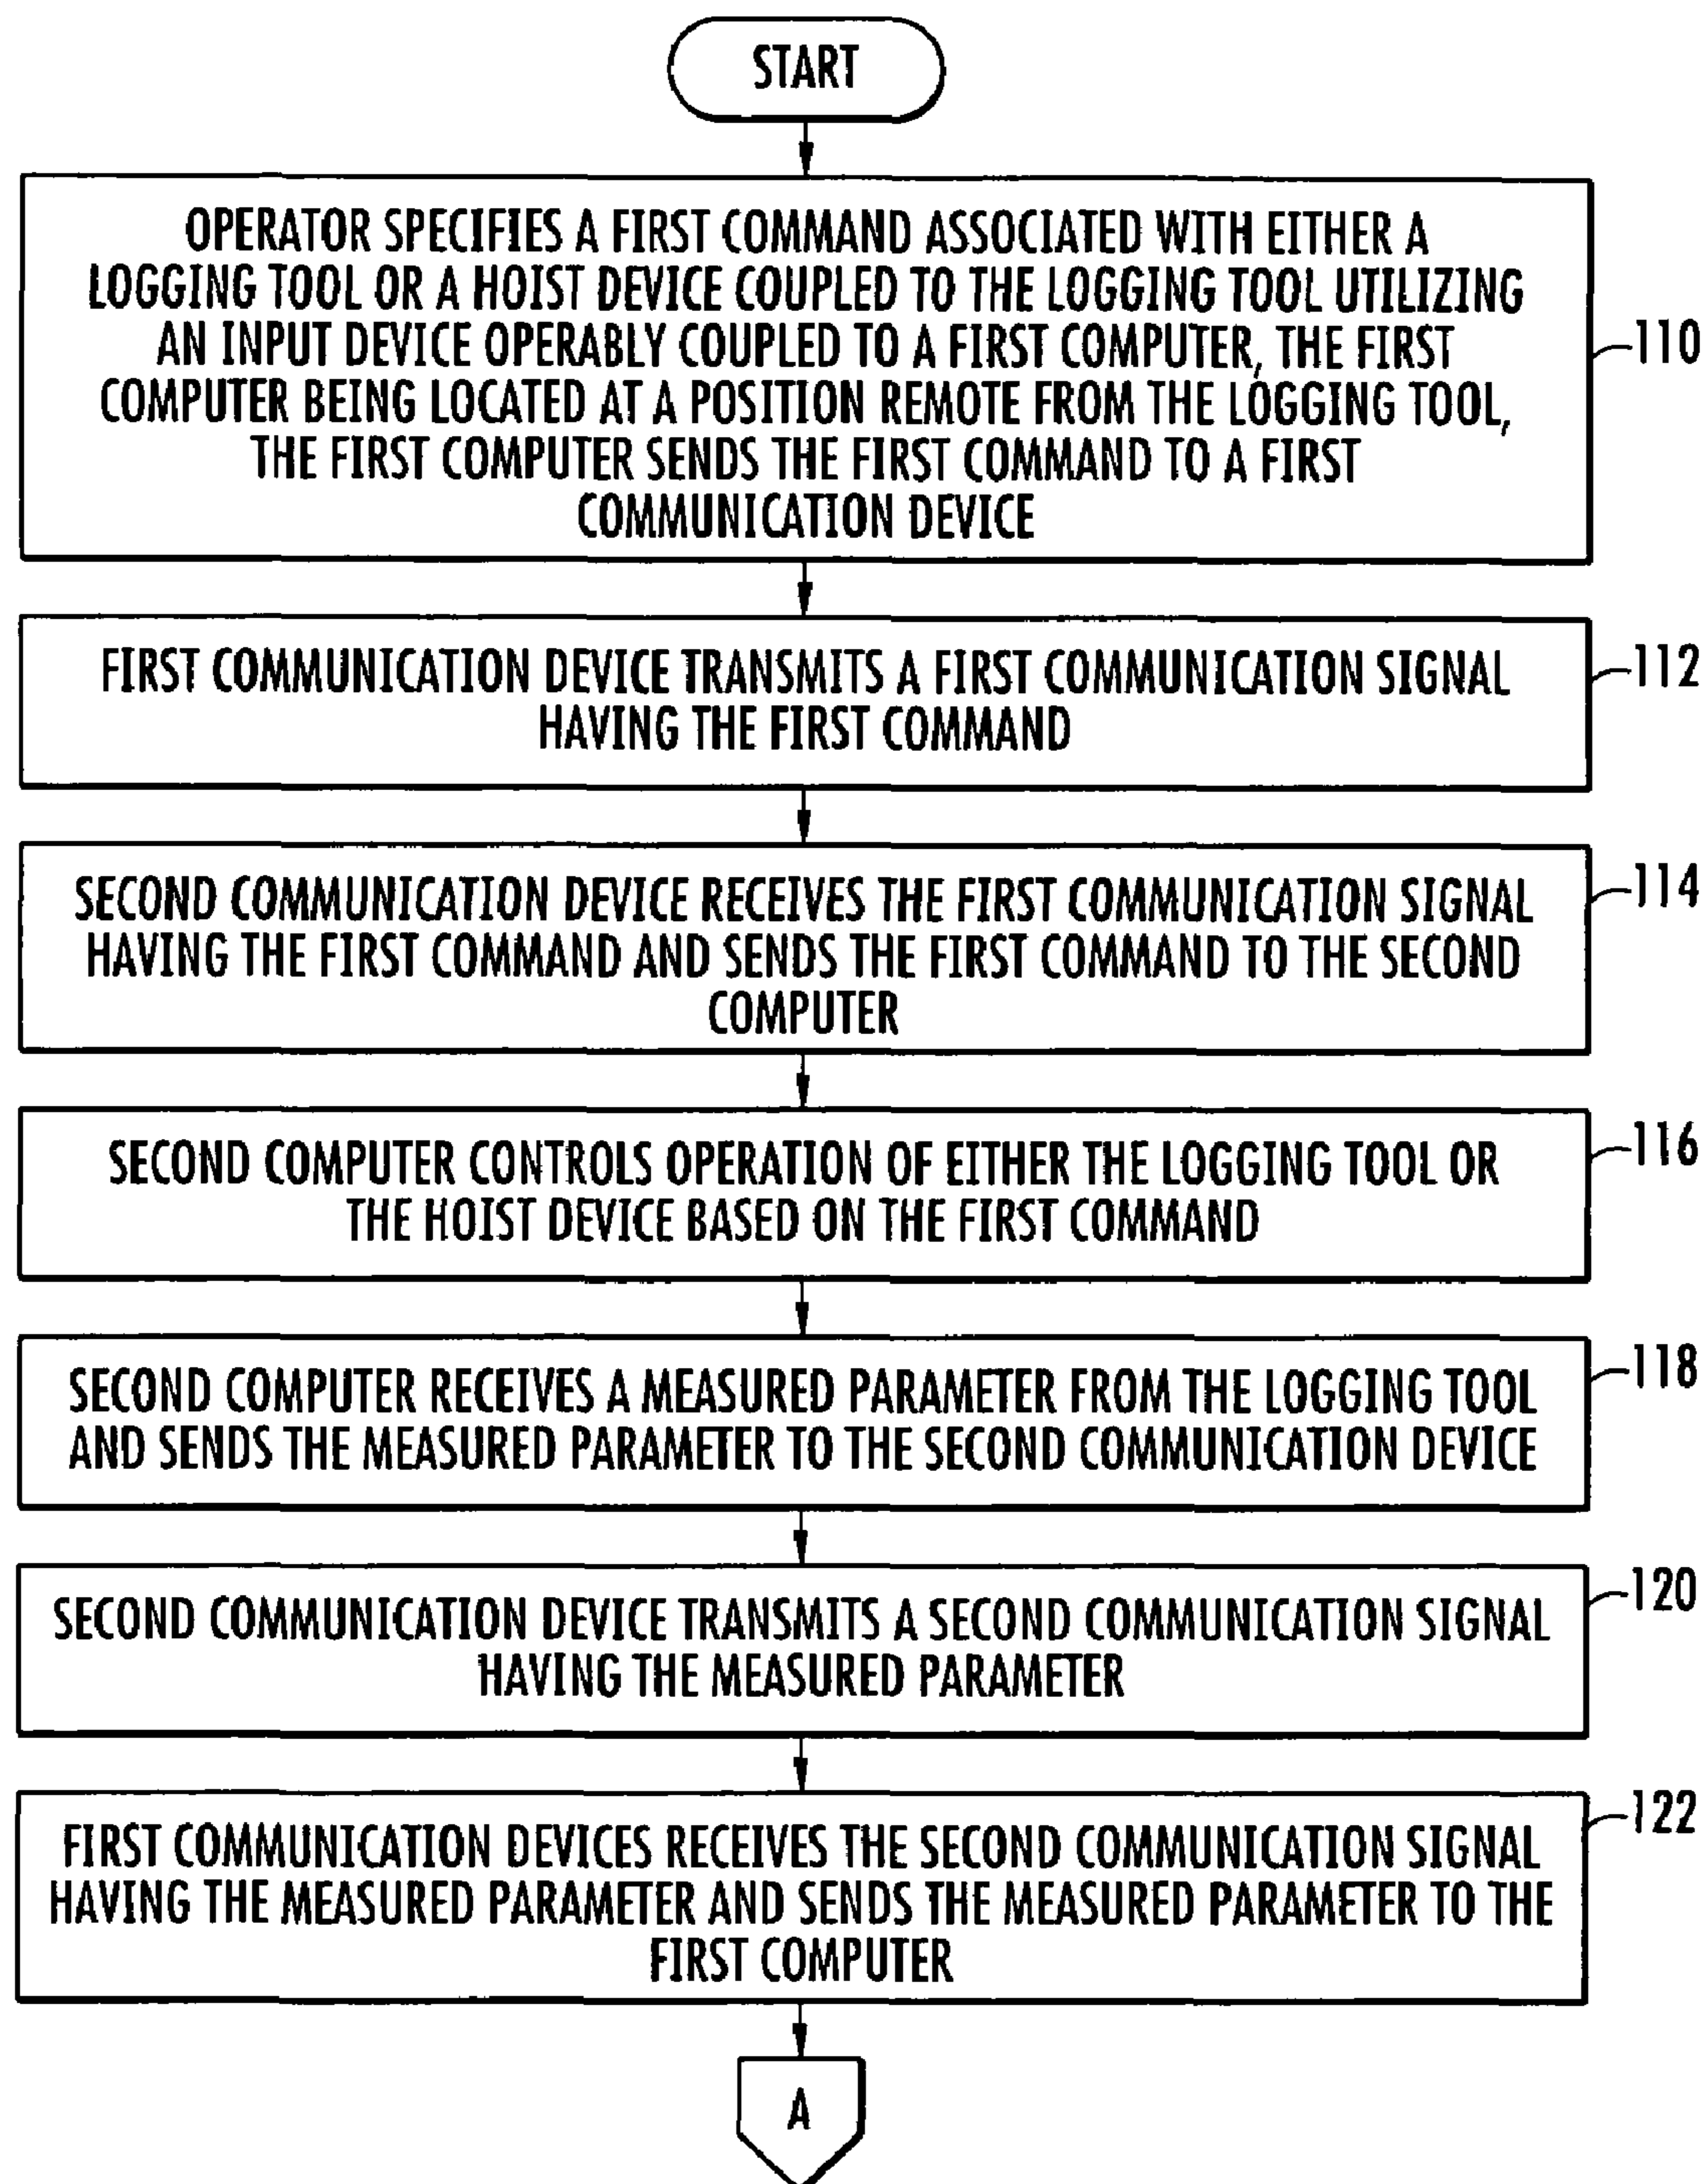 START
OPERATOR SPECIFIES A FIRST COMMAND ASSOCIATED WITH EITHER A
LOGGING TOOL OR A HOIST DEVICE COUPLED TO THE LOGGING TOOL UTILIZING
AN INPUT DEVICE OPERABLY COUPLED TO A FIRST COMPUTER, THE FIRST
COMPUTER BEING LOCATED AT A POSITION REMOTE FROM THE LOGGING TOOL,
THE FIRST COMPUTER SENDS THE FIRST COMMAND TO A FIRST
COMMUNICATION DEVICE
110
FIRST COMMUNICATION DEVICE TRANSMITS A FIRST COMMUNICATION SIGNAL
HAVING THE FIRST COMMAND
112
SECOND COMMUNICATION DEVICE RECEIVES THE FIRST COMMUNICATION SIGNAL
HAVING THE FIRST COMMAND AND SENDS THE FIRST COMMAND TO THE SECOND
COMPUTER
114
SECOND COMPUTER CONTROLS OPERATION OF EITHER THE LOGGING TOOL OR
THE HOIST DEVICE BASED ON THE FIRST COMMAND
116
SECOND COMPUTER RECEIVES A MEASURED PARAMETER FROM THE LOGGING TOOL
AND SENDS THE MEASURED PARAMETER TO THE SECOND COMMUNICATION DEVICE
118
SECOND COMMUNICATION DEVICE TRANSMITS A SECOND COMMUNICATION SIGNAL
HAVING THE MEASURED PARAMETER
120
FIRST COMMUNICATION DEVICES RECEIVES THE SECOND COMMUNICATION SIGNAL
HAVING THE MEASURED PARAMETER AND SENDS THE MEASURED PARAMETER TO THE
FIRST COMPUTER
122
A